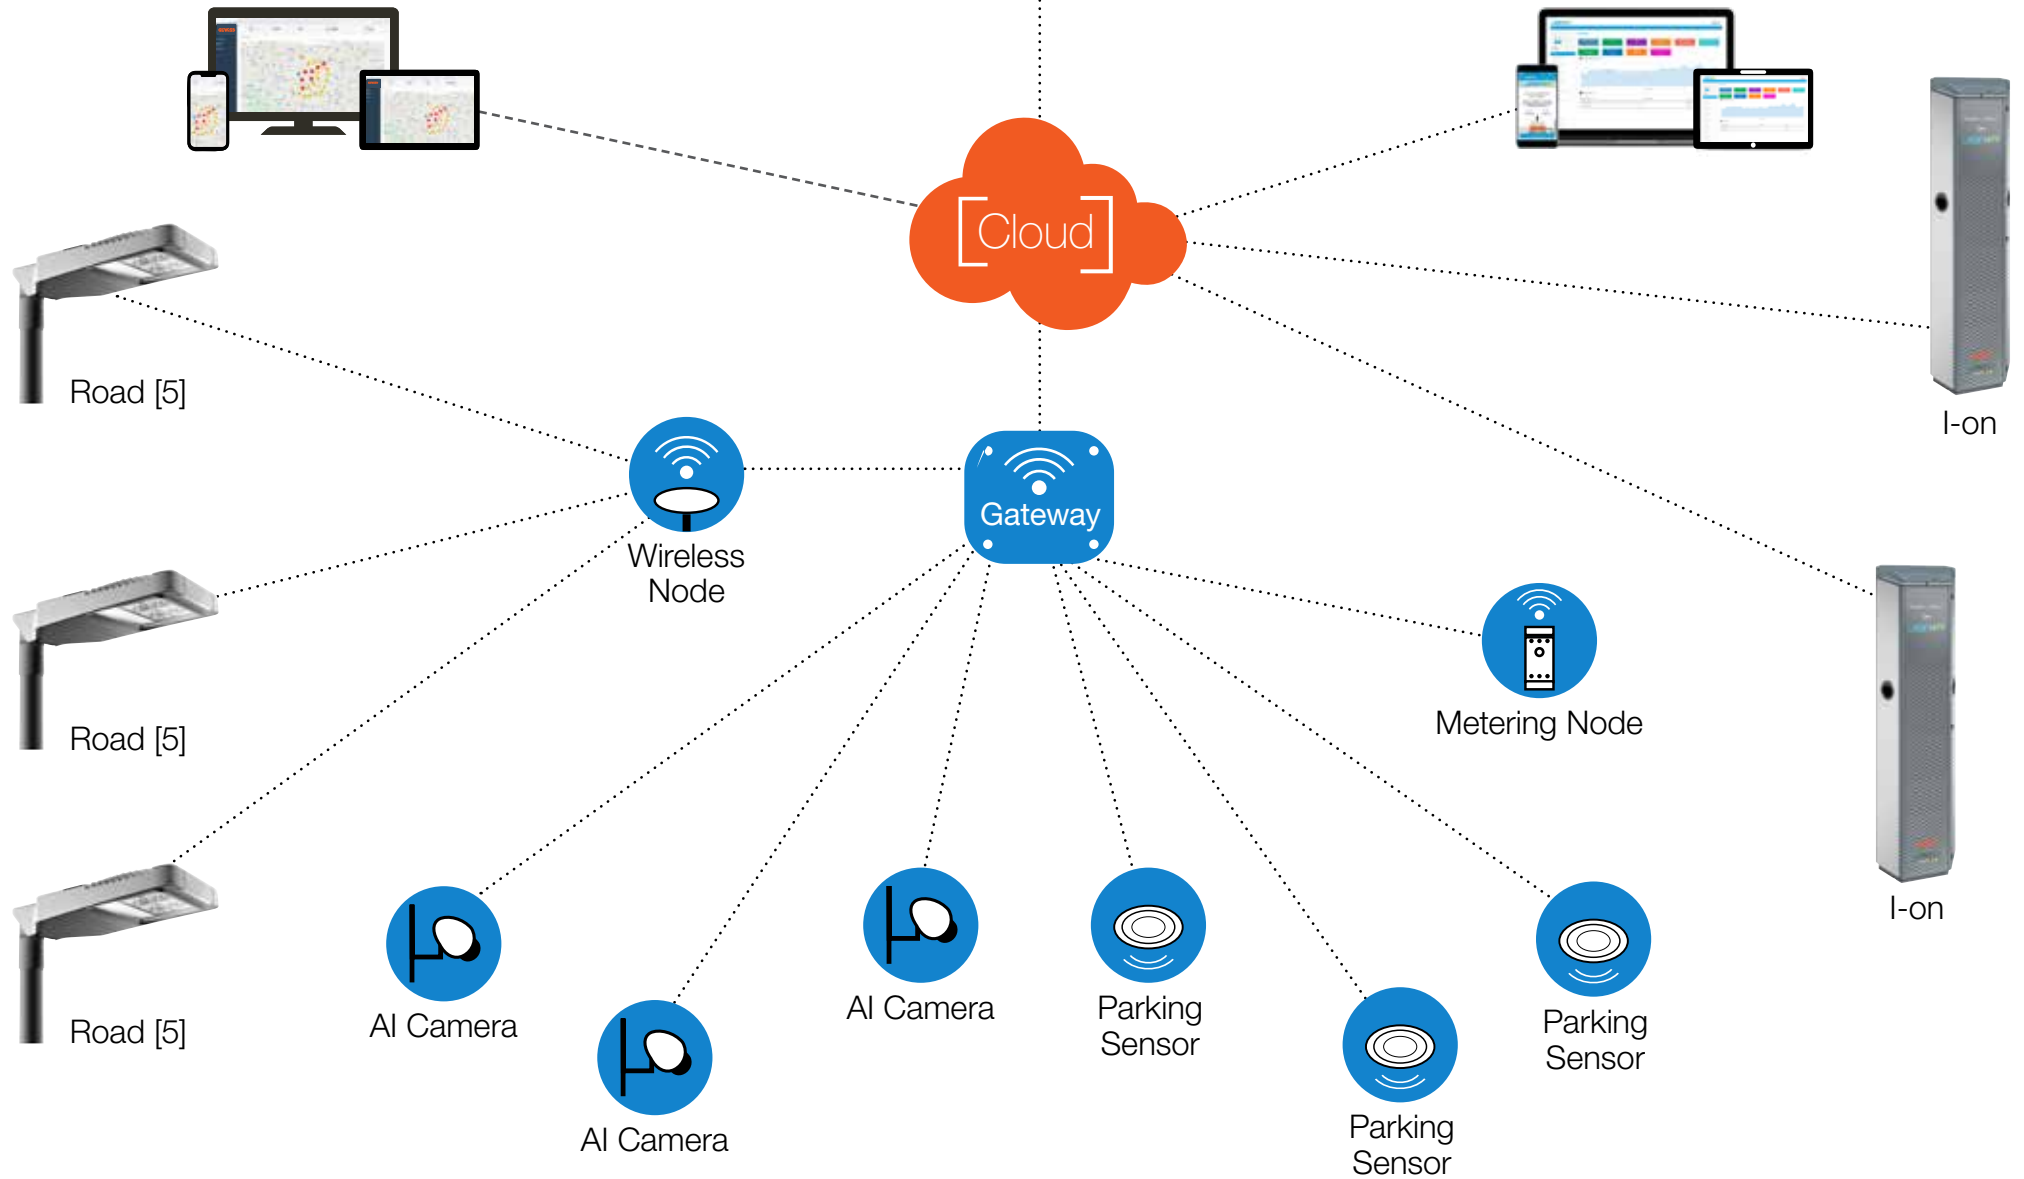 [Cloud]
Road [5]
I-on
Gateway
Wireless
Node
Road [5]
Metering Node
I-on
AI Camera
Parking
Sensor
Parking
Sensor
Road [5]
AI Camera
AI Camera
Parking
Sensor